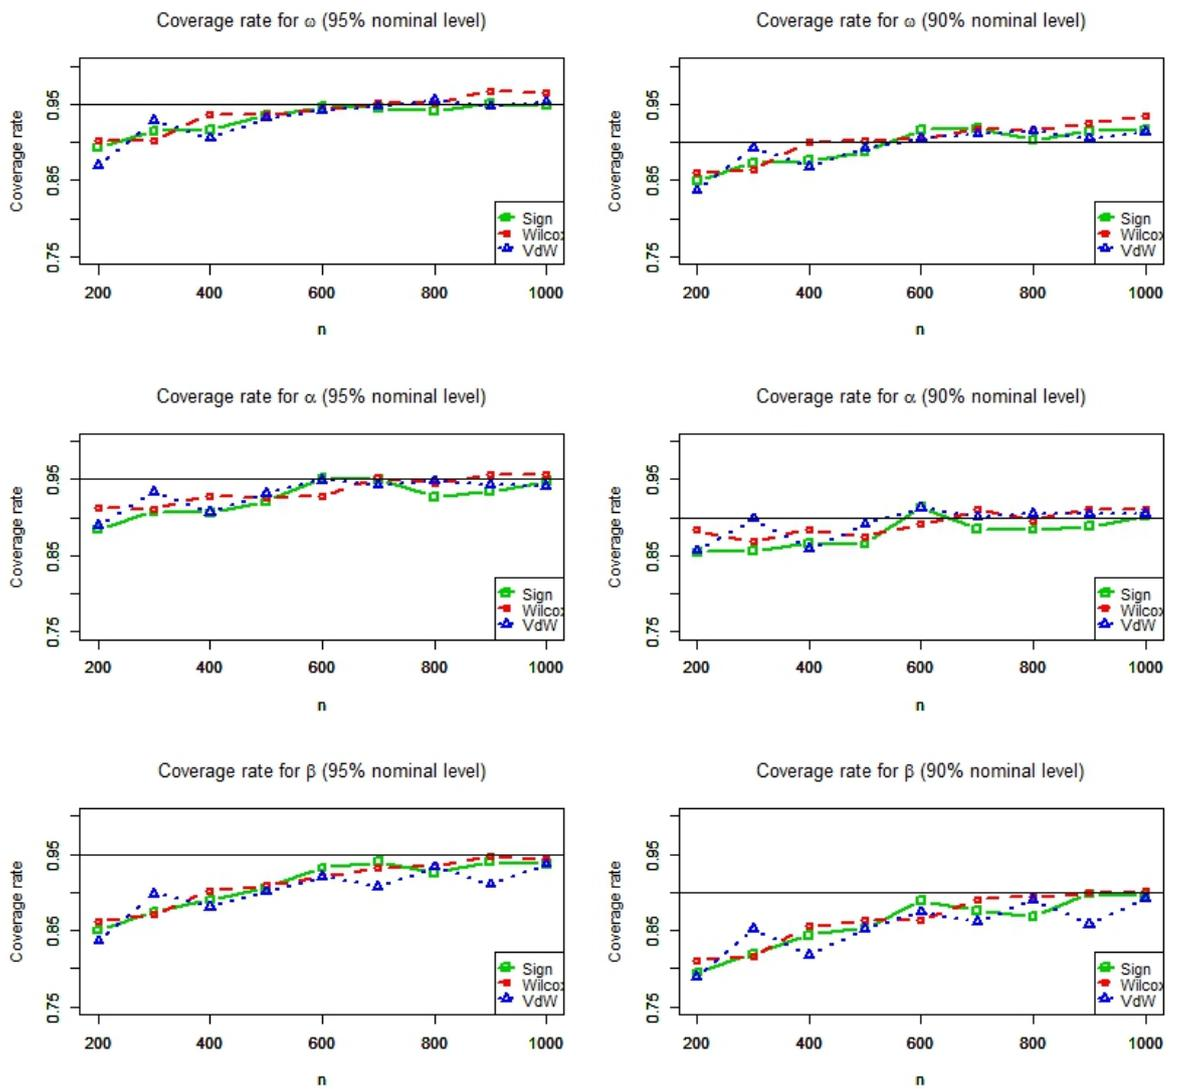 Coverage rate for ω (95% nominal level)
Coverage rate
0.95
0.85
0.75
Sign
Wilcox
VdW
200 400 600 800 1000
n
Coverage rate for ω (90% nominal level)
Coverage rate
0.95
0.85
0.75
Sign
Wilcox
VdW
200 400 600 800 1000
n
Coverage rate for α (95% nominal level)
Coverage rate
0.95
0.85
0.75
Sign
Wilcox
VdW
200 400 600 800 1000
n
Coverage rate for α (90% nominal level)
Coverage rate
0.95
0.85
0.75
Sign
Wilcox
VdW
200 400 600 800 1000
n
Coverage rate for β (95% nominal level)
Coverage rate
0.95
0.85
0.75
Sign
Wilcox
VdW
200 400 600 800 1000
n
Coverage rate for β (90% nominal level)
Coverage rate
0.95
0.85
0.75
Sign
Wilcox
VdW
200 400 600 800 1000
n